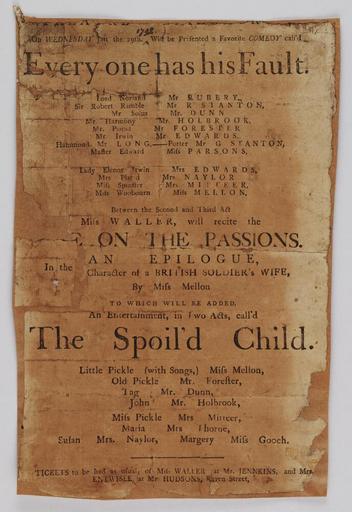 1792.
On WEDNESDAY the 29th, Will be Presented a Favorite COMEDY call'd
Every one has his Fault.
Lord Norland Mr RUBERY,
Sir Robert Ramble Mr R STANTON,
Mr Solus Mr. DUNN
Mr. Harmony Mr. HOLBROOK,
Mr. Placid Mr FORESTER
Mr. Irwin Mr EDWARDS,
Hammond Mr LONG,—Porter Mr G STANTON,
Master Edward Miss PARSONS,
Lady Eleoor Irwin Mrs EDWARDS,
Mrs Placid Mrs NAYLOR
Miss Spinster Mrs MITTEER,
Miss Woobourn Miss MELLON,
Between the Second and Third Act
Miss WALLER, will recite the
E ON THE PASSIONS.
AN EPILOGUE,
In the Character of a BRITISH SOLDIER's WIFE,
By Miss Mellon
TO WHICH WILL BE ADDED,
An Entertainment, in Two Acts, call'd
The Spoil'd Child.
Little Pickle (with Songs,) Miss Mellon,
Old Pickle Mr. Forester,
Tag Mr. Dunn,
John Mr. Holbrook,
Miss Pickle Mrs Mitteer,
Maria Mrs Thorne,
Susan Mrs. Naylor, Margery Miss Gooch.
TICKETS to be had as usual, of Miss WALLER at Mr. JENNKINS, and Mrs.
ENTWISLE, at Mr HUDSONS, Raven Street,